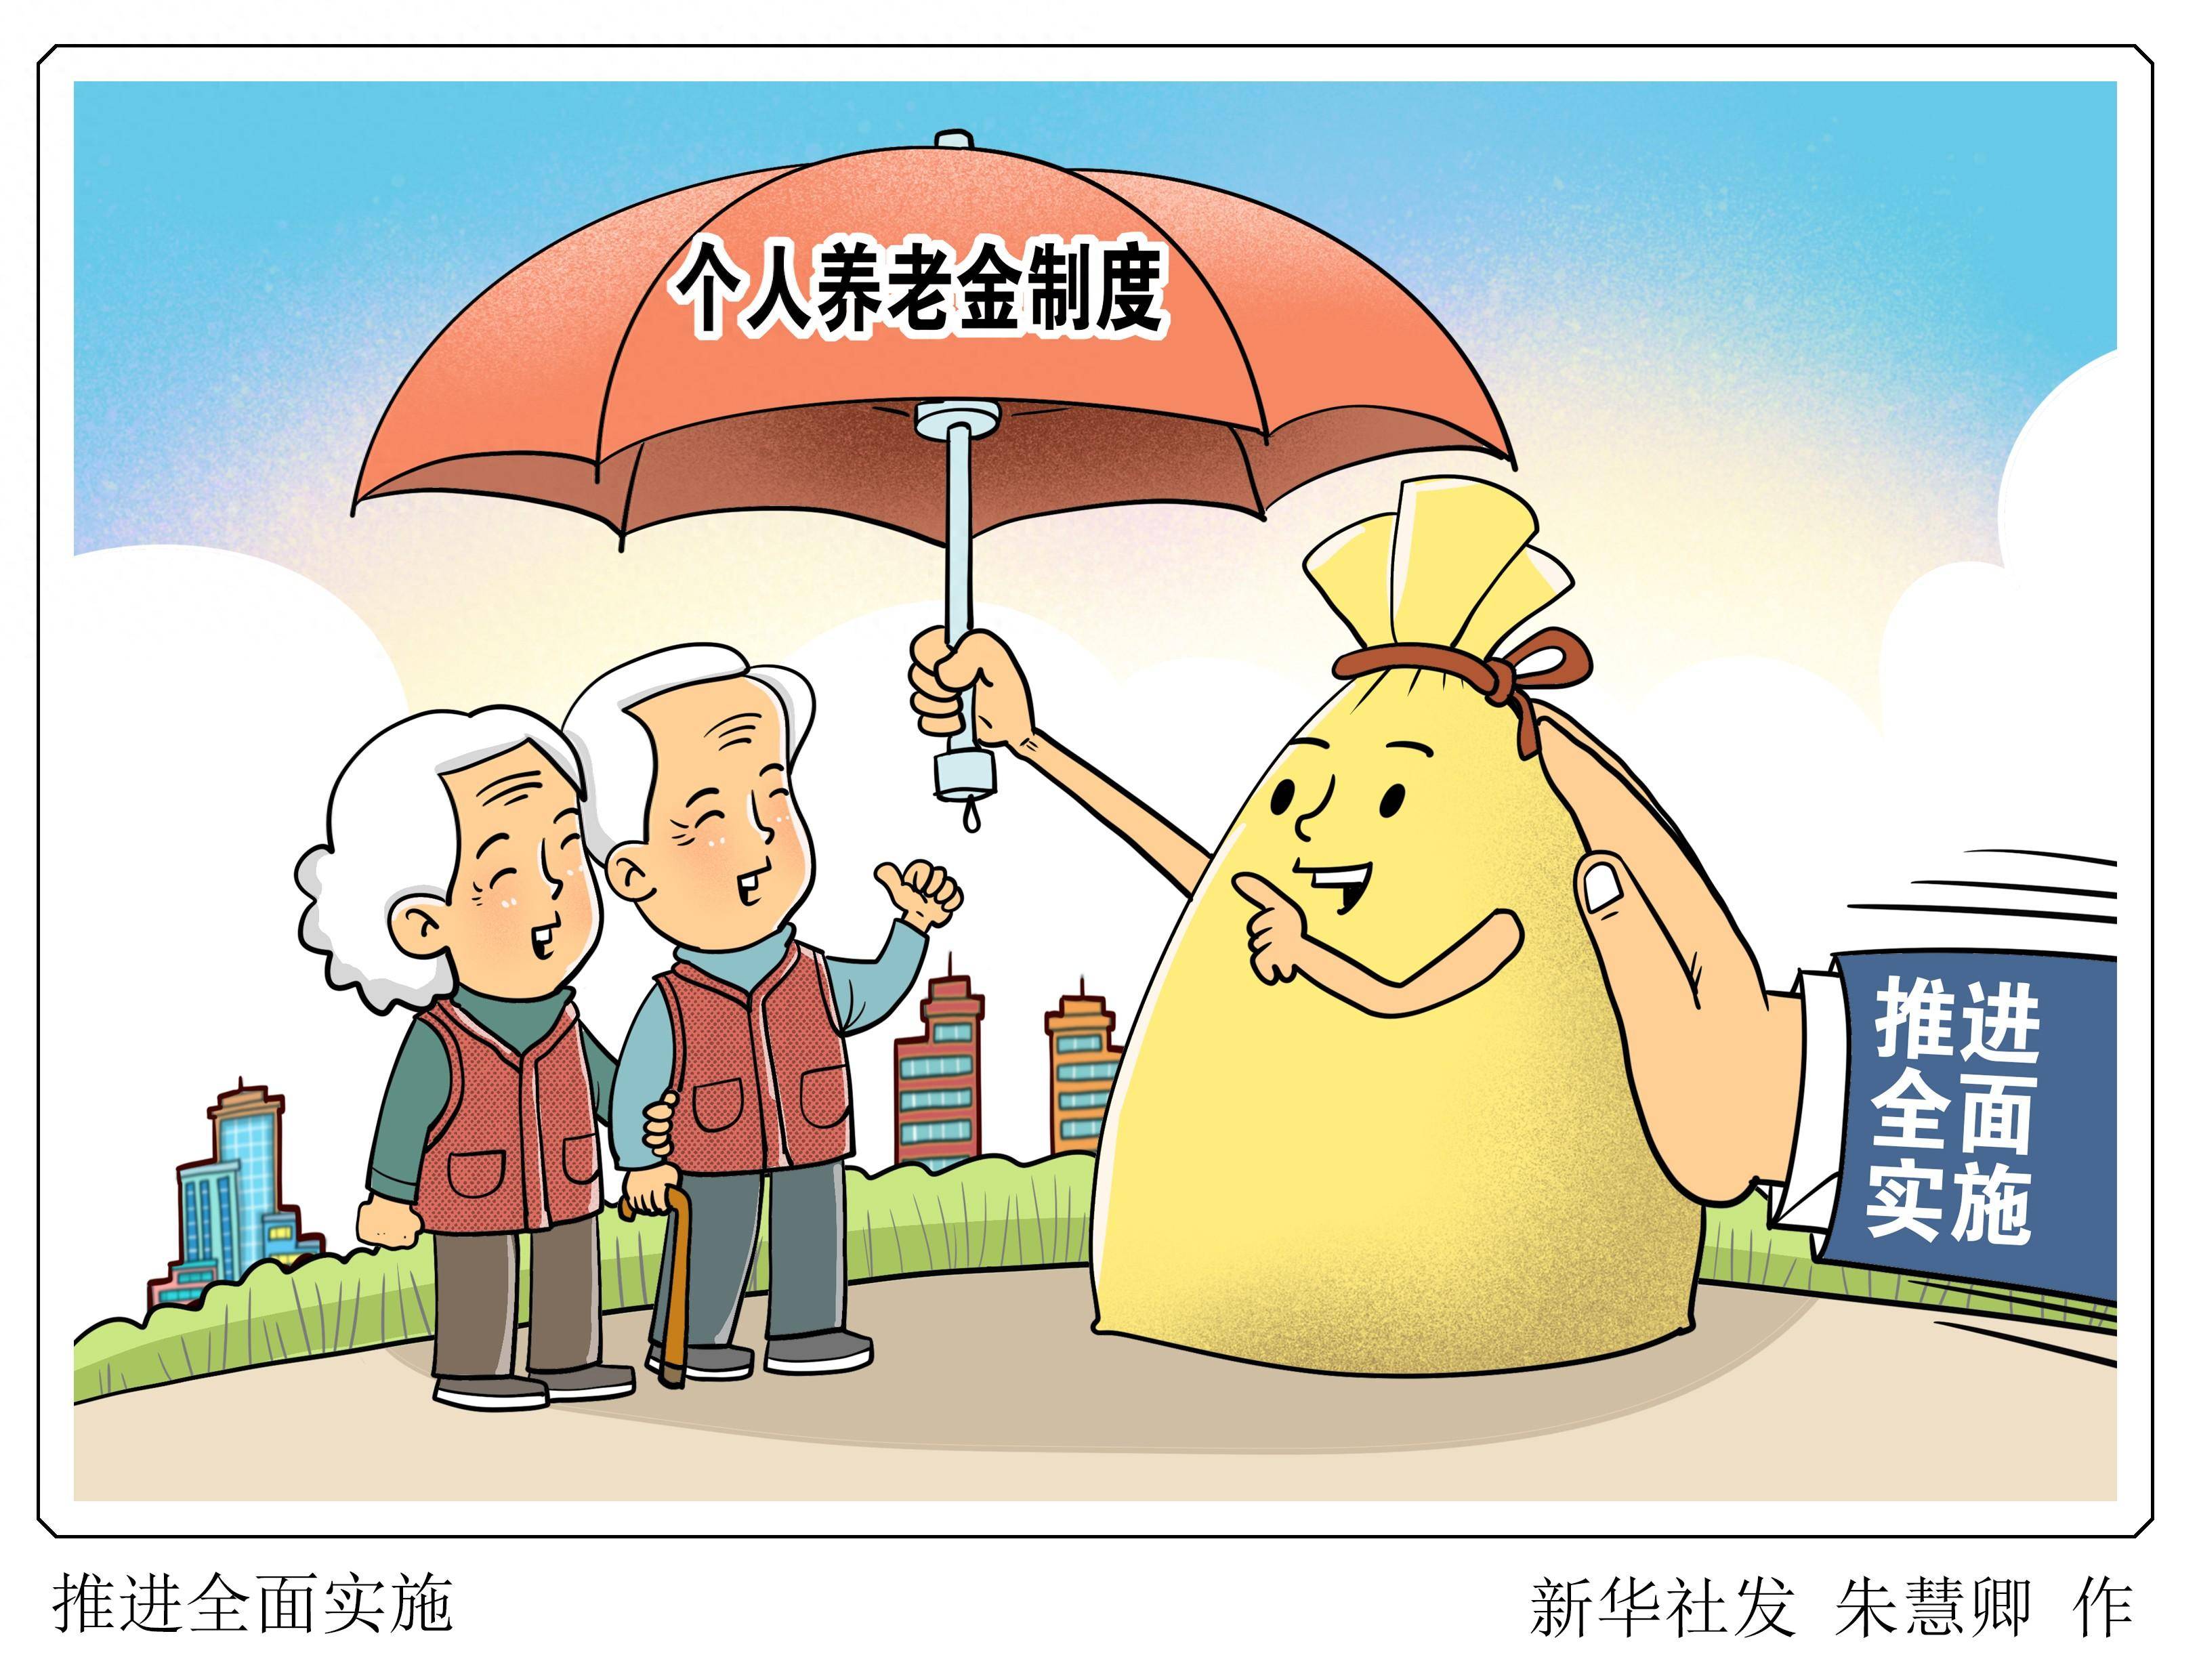 个人养老金制度
推进
全面
实施
推进全面实施
新华社发 朱慧卿 作